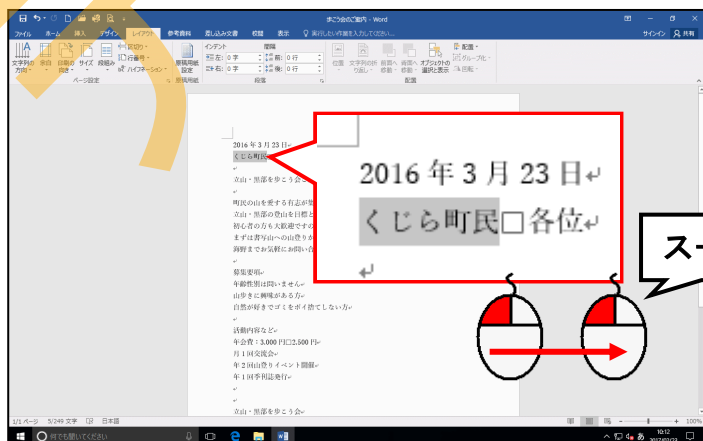 歩こう会のご案内 - Word
ファイル ホーム 挿入 デザイン レイアウト 参考資料 差し込み文書 校閲 表示 実行したい作業を入力してください... サインイン 共有
文字列の方向 余白 印刷の向き サイズ 段組み 区切り 行番号 ハイフネーション
原稿用紙設定
インデント 間隔
左: 0 字 前: 0 行
右: 0 字 後: 0 行
位置 文字列の折り返し 前面へ移動 背面へ移動 オブジェクトの選択と表示 配置 グループ化 回転
ページ設定 原稿用紙 段落 配置
2016 年 3 月 23 日
くじら町民
立山・黒部を歩こう会
町民の山を愛する有志が集
立山・黒部の登山を目標と
初心者の方も大歓迎ですの
まずは書写山への山登りか
海野までお気軽にお問い合
募集要項
年齢性別は問いません
山歩きに興味がある方
自然が好きでゴミをポイ捨てしない方
活動内容など
年会費：3,000 円□2,500 円
月 1 回交流会
年 2 回山登りイベント開催
年 1 回季刊誌発行
立山・黒部を歩こう会
2016 年 3 月 23 日
くじら町民□各位
スー
1/1 ページ 5/249 文字 日本語 100%
何でも聞いてください
あ 10:12